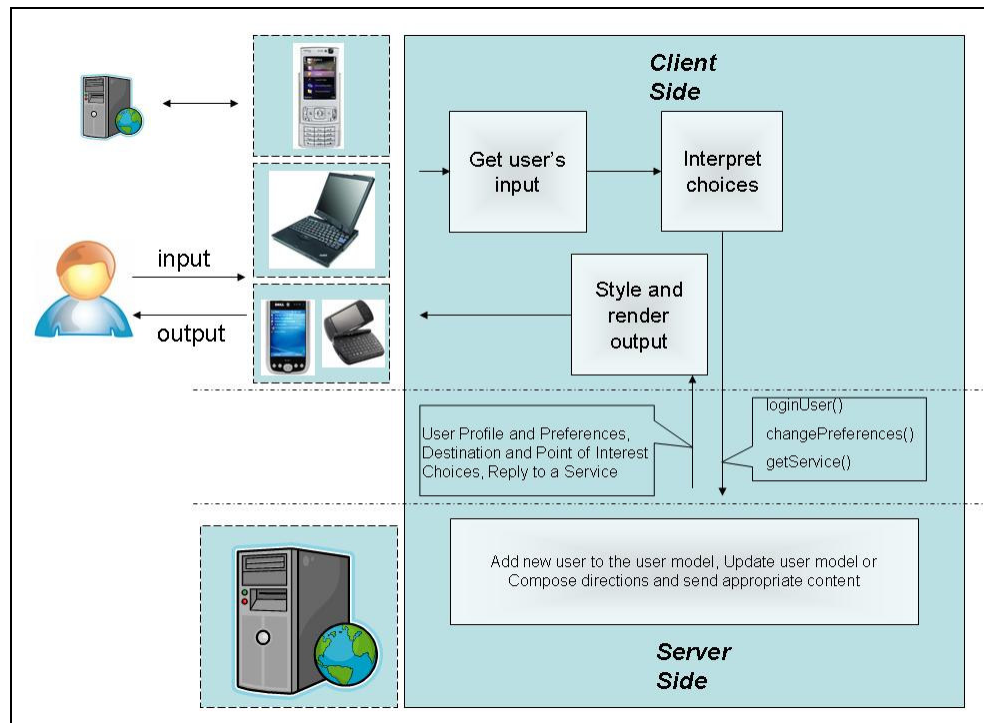 Client
Side
Get user's
input
Interpret
choices
input
output
Style and
render
output
DELL
User Profile and Preferences,
Destination and Point of Interest
Choices, Reply to a Service
loginUser()
changePreferences()
getService()
Add new user to the user model, Update user model or
Compose directions and send appropriate content
Server
Side